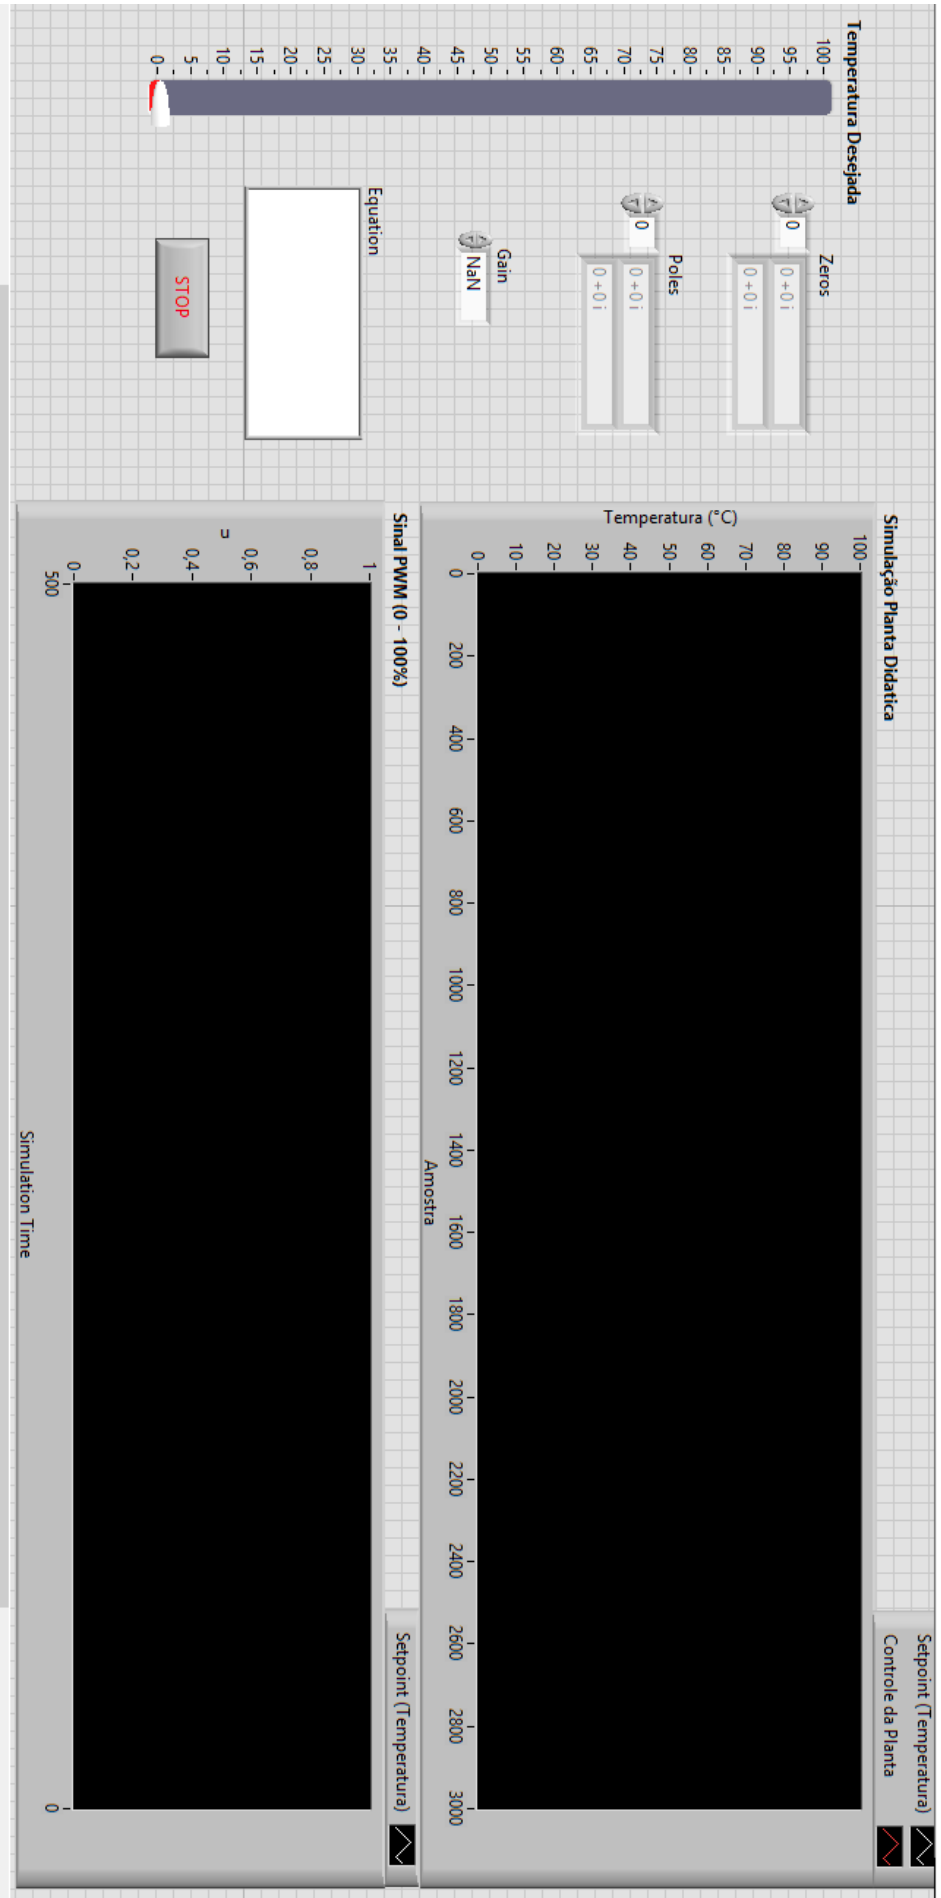 Temperatura Desejada
100
95
90
85
80
75
70
65
60
55
50
45
40
35
30
25
20
15
10
5
0
Zeros
0
0 + 0 i
0 + 0 i
Poles
0
0 + 0 i
0 + 0 i
Gain
NaN
Equation
STOP
Simulação Planta Didatica
Setpoint (Temperatura)
Controle da Planta
Temperatura (°C)
100
90
80
70
60
50
40
30
20
10
0
0 200 400 600 800 1000 1200 1400 1600 1800 2000 2200 2400 2600 2800 3000
Amostra
Sinal PWM (0 - 100%)
Setpoint (Temperatura)
u
1
0,8
0,6
0,4
0,2
0
500 0
Simulation Time